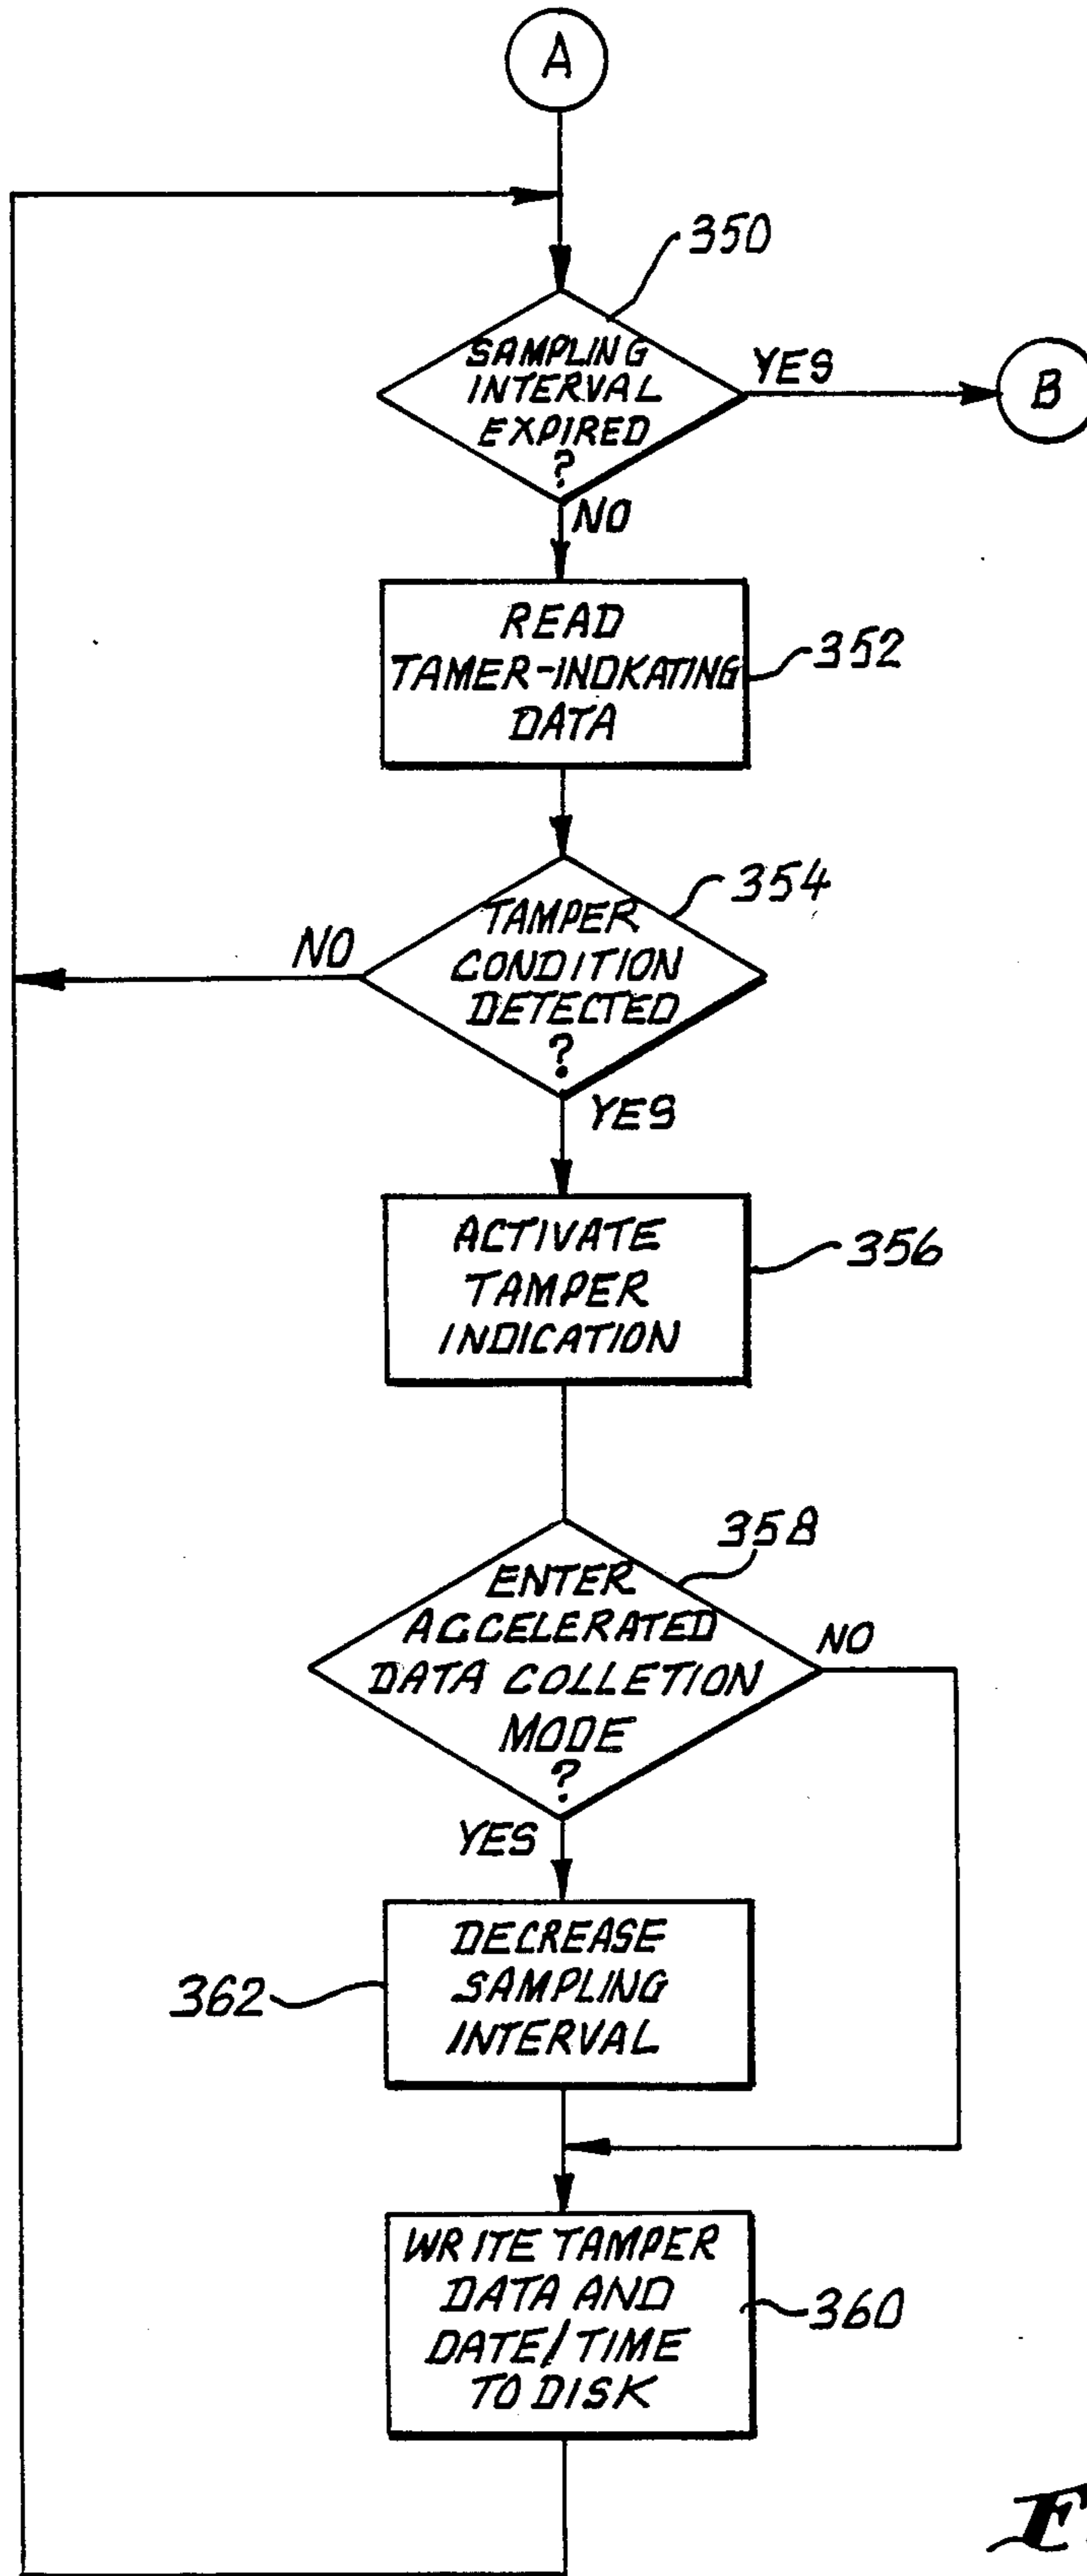 A
350
SAMPLING
INTERVAL
EXPIRED
?
YES
B
NO
READ
TAMER-INDKATING
DATA
352
354
TAMPER
CONDITION
DETECTED
?
NO
YES
ACTIVATE
TAMPER
INDICATION
356
358
ENTER
ACCELERATED
DATA COLLETION
MODE
?
NO
YES
DECREASE
SAMPLING
INTERVAL
362
WRITE TAMPER
DATA AND
DATE/TIME
TO DISK
360